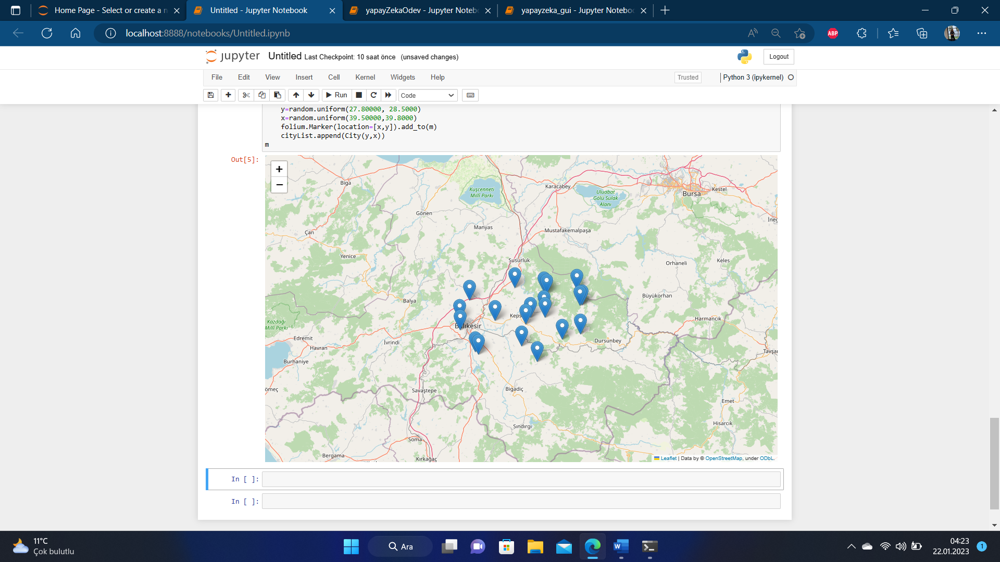 Home Page - Select or create a n
Untitled - Jupyter Notebook
yapayZekaOdev - Jupyter Noteb
yapayzeka_gui - Jupyter Noteboo
localhost:8888/notebooks/Untitled.ipynb
ABP
jupyter Untitled Last Checkpoint: 10 saat önce (unsaved changes)
Logout
File Edit View Insert Cell Kernel Widgets Help
Trusted
Python 3 (ipykernel)
Run
Code
y=random.uniform(27.80000, 28.5000)
x=random.uniform(39.50000,39.8000)
folium.Marker(location=[x,y]).add_to(m)
cityList.append(City(y,x))
m
Out[5]:
+
−
Biga
Kuşcenneti
Milli Parkı
Karacabey
Uluabat
Gölü Sulak
Alanı
Bursa
Kestel
Gönen
Manyas
Mustafakemalpaşa
İneg
Çan
Yenice
Susurluk
Orhaneli
Keles
Balya
Büyükorhan
Kazdağı
Milli Parkı
Keps
Harmancık
Balıkesir
Edremit
Havran
İvrindi
Dursunbey
Burhaniye
Tavşa
ömeç
Savaştepe
Bigadiç
Emet
Sındırgı
Hisarcık
Soma
Bergama
Kırkağaç
Leaflet | Data by © OpenStreetMap, under ODbL.
In [ ]:
In [ ]:
11°C
Çok bulutlu
Ara
04:23
22.01.2023
1